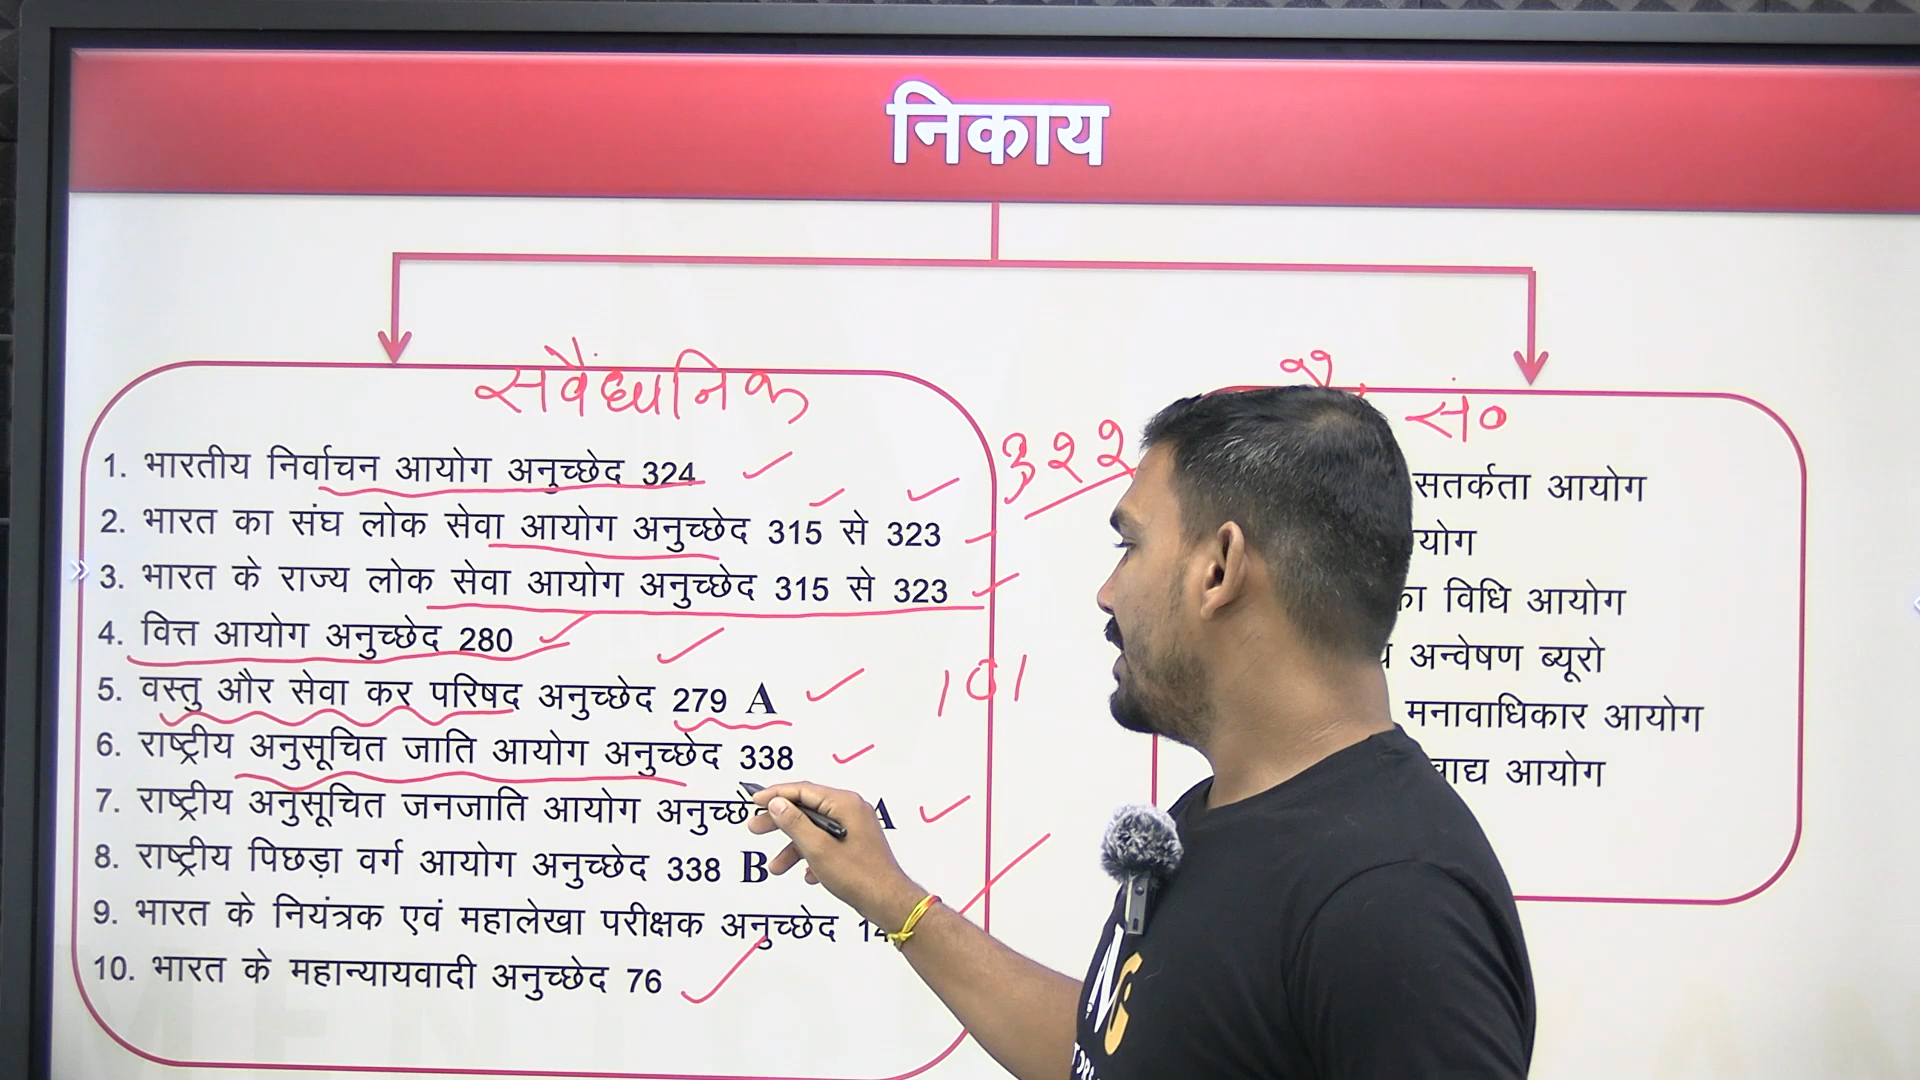 निकाय
सवैंधानिक
सं०
1. भारतीय निर्वाचन आयोग अनुच्छेद 324
322
2. भारत का संघ लोक सेवा आयोग अनुच्छेद 315 से 323
3. भारत के राज्य लोक सेवा आयोग अनुच्छेद 315 से 323
4. वित्त आयोग अनुच्छेद 280
5. वस्तु और सेवा कर परिषद अनुच्छेद 279 A
101
6. राष्ट्रीय अनुसूचित जाति आयोग अनुच्छेद 338
7. राष्ट्रीय अनुसूचित जनजाति आयोग A
8. राष्ट्रीय पिछड़ा वर्ग आयोग अनुच्छेद 338 B
9. भारत के नियंत्रक एवं महालेखा परीक्षक अनुच्छेद
10. भारत के महान्यायवादी अनुच्छेद 76
सतर्कता आयोग
योग
का विधि आयोग
अन्वेषण ब्यूरो
मनावाधिकार आयोग
आयोग